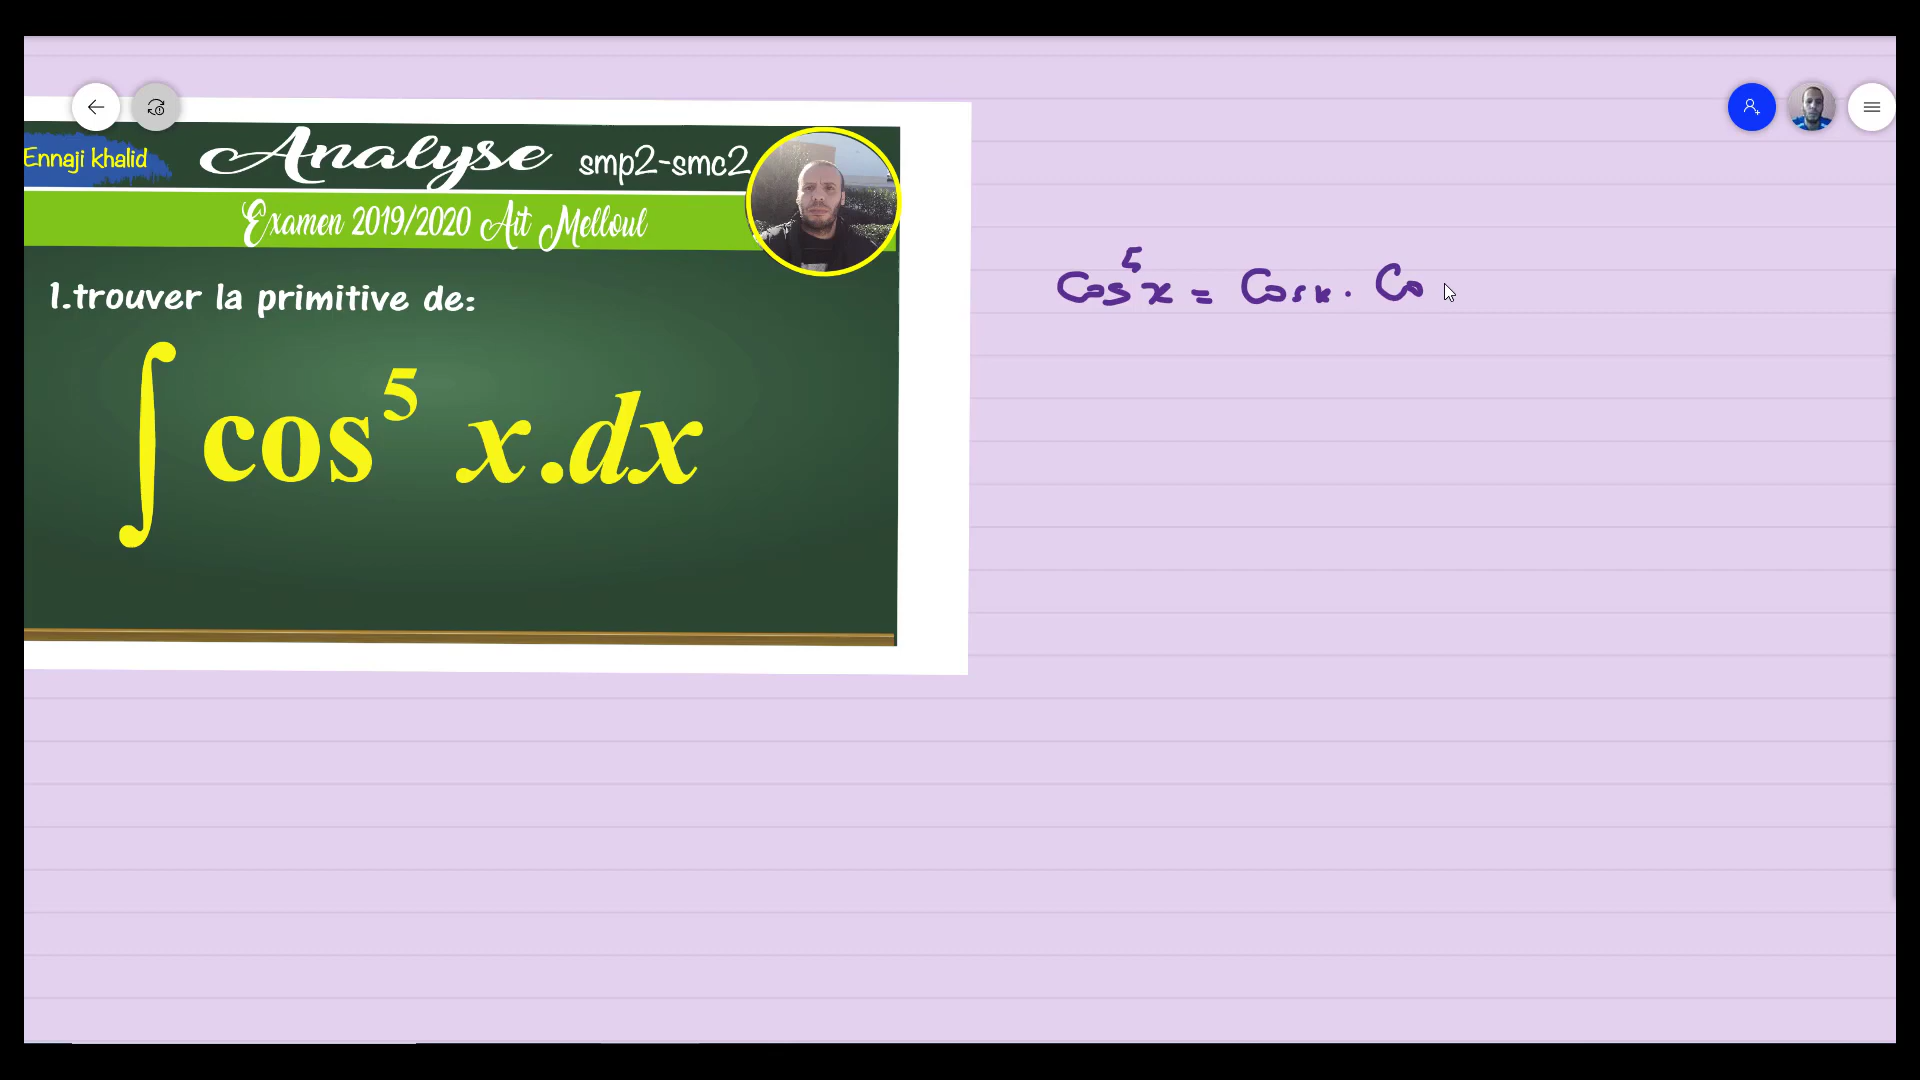 Ennaji khalid Analyse smp2-smc2
Examen 2019/2020 Ait Melloul
1.trouver la primitive de:
∫ cos⁵ x.dx
Cos⁵x = Cosx . Co